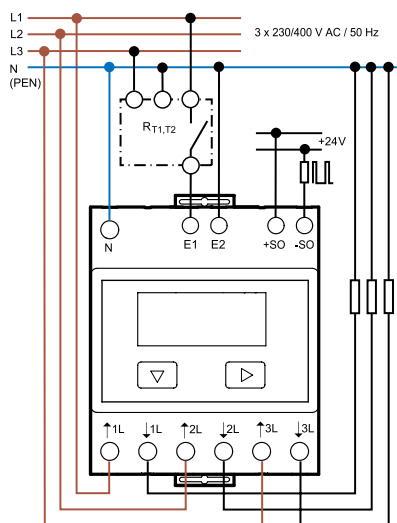 L1
L2 3 x 230/400 V AC / 50 Hz
L3
N
(PEN)
RT1,T2
+24V
N E1 E2 +SO -SO
↑1L ↓1L ↑2L ↓2L ↑3L ↓3L